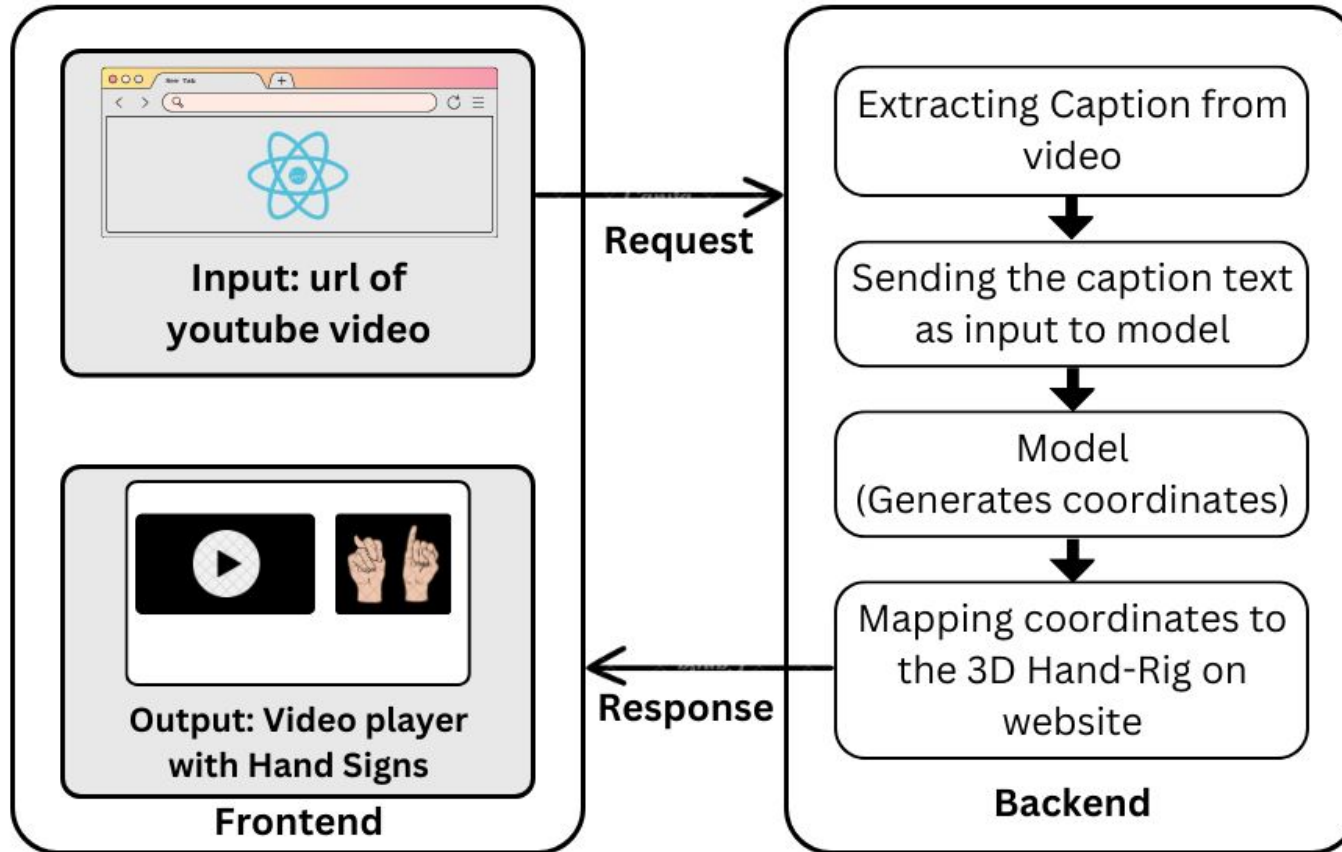 New Tab
Input: url of
youtube video
Request
Extracting Caption from
video
Sending the caption text
as input to model
Model
(Generates coordinates)
Mapping coordinates to
the 3D Hand-Rig on
website
Backend
Response
Output: Video player
with Hand Signs
Frontend